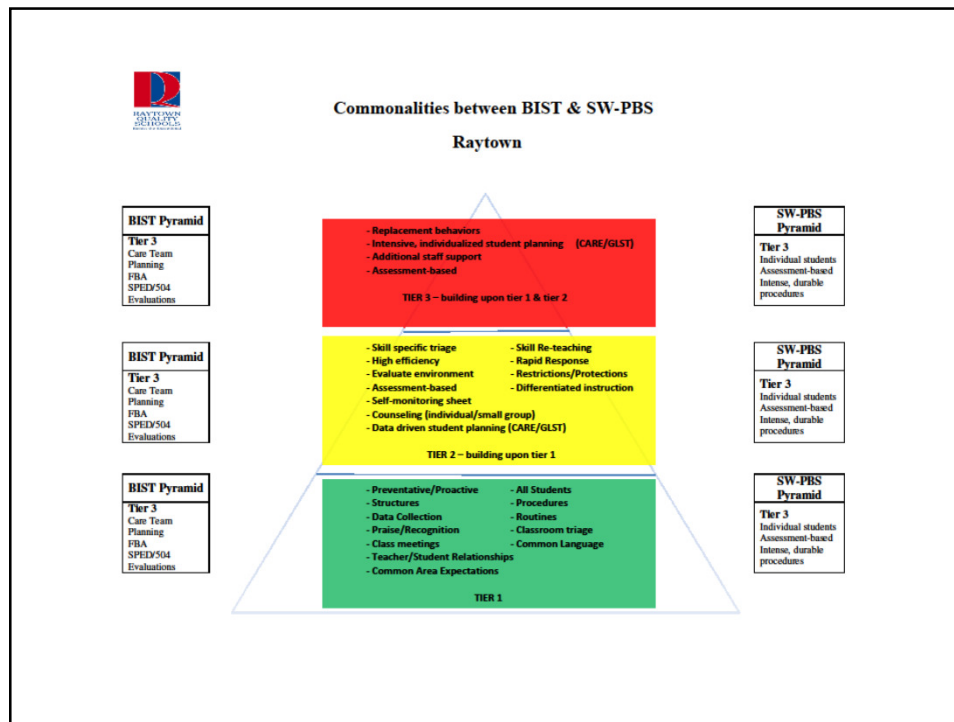 RAYTOWN
QUALITY
SCHOOLS
Commonalities between BIST & SW-PBS
Raytown
BIST Pyramid
Tier 3
Care Team
Planning
FBA
SPED/504
Evaluations
- Replacement behaviors
- Intensive, individualized student planning (CARE/GLST)
- Additional staff support
- Assessment-based
TIER 3 – building upon tier 1 & tier 2
SW-PBS
Pyramid
Tier 3
Individual students
Assessment-based
Intense, durable
procedures
BIST Pyramid
Tier 3
Care Team
Planning
FBA
SPED/504
Evaluations
- Skill specific triage - Skill Re-teaching
- High efficiency - Rapid Response
- Evaluate environment - Restrictions/Protections
- Assessment-based - Differentiated instruction
- Self-monitoring sheet
- Counseling (individual/small group)
- Data driven student planning (CARE/GLST)
TIER 2 – building upon tier 1
SW-PBS
Pyramid
Tier 3
Individual students
Assessment-based
Intense, durable
procedures
BIST Pyramid
Tier 3
Care Team
Planning
FBA
SPED/504
Evaluations
- Preventative/Proactive - All Students
- Structures - Procedures
- Data Collection - Routines
- Praise/Recognition - Classroom triage
- Class meetings - Common Language
- Teacher/Student Relationships
- Common Area Expectations
TIER 1
SW-PBS
Pyramid
Tier 3
Individual students
Assessment-based
Intense, durable
procedures